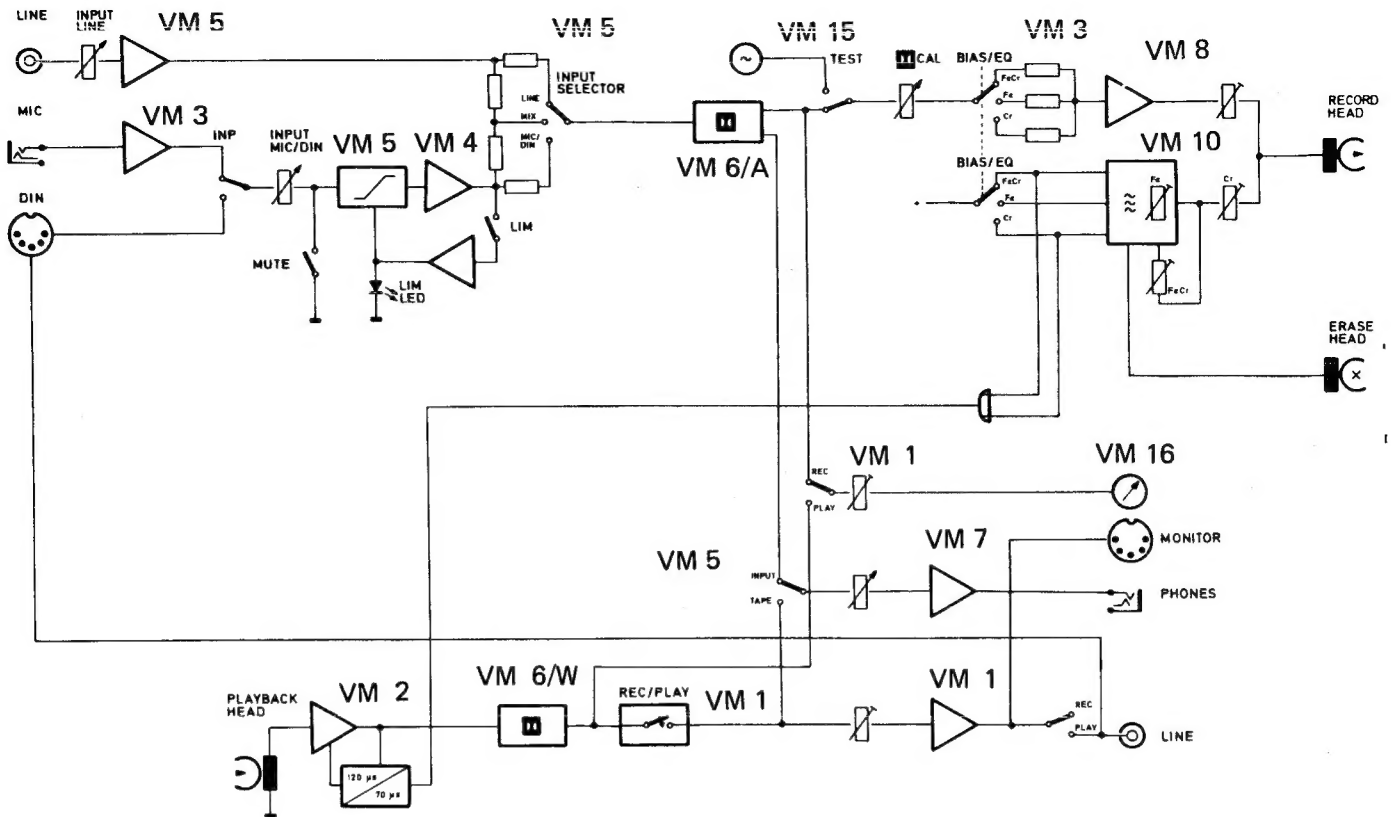 LINE
INPUT
LINE
VM 5
VM 5
VM 15
VM 3
VM 8
TEST
CAL
BIAS/EQ
FeCr
Fe
Cr
INPUT
SELECTOR
LINE
MIX
MIC/
DIN
RECORD
HEAD
MIC
VM 3
INP
INPUT
MIC/DIN
VM 5
VM 4
VM 6/A
VM 10
BIAS/EQ
FeCr
Fe
Cr
Fe
Cr
FeCr
DIN
LIM
MUTE
LIM
LED
ERASE
HEAD
VM 1
VM 16
REC
PLAY
MONITOR
VM 5
VM 7
INPUT
TAPE
PHONES
PLAYBACK
HEAD
VM 2
VM 6/W
REC/PLAY
VM 1
VM 1
REC
PLAY
LINE
120 µs
70 µs